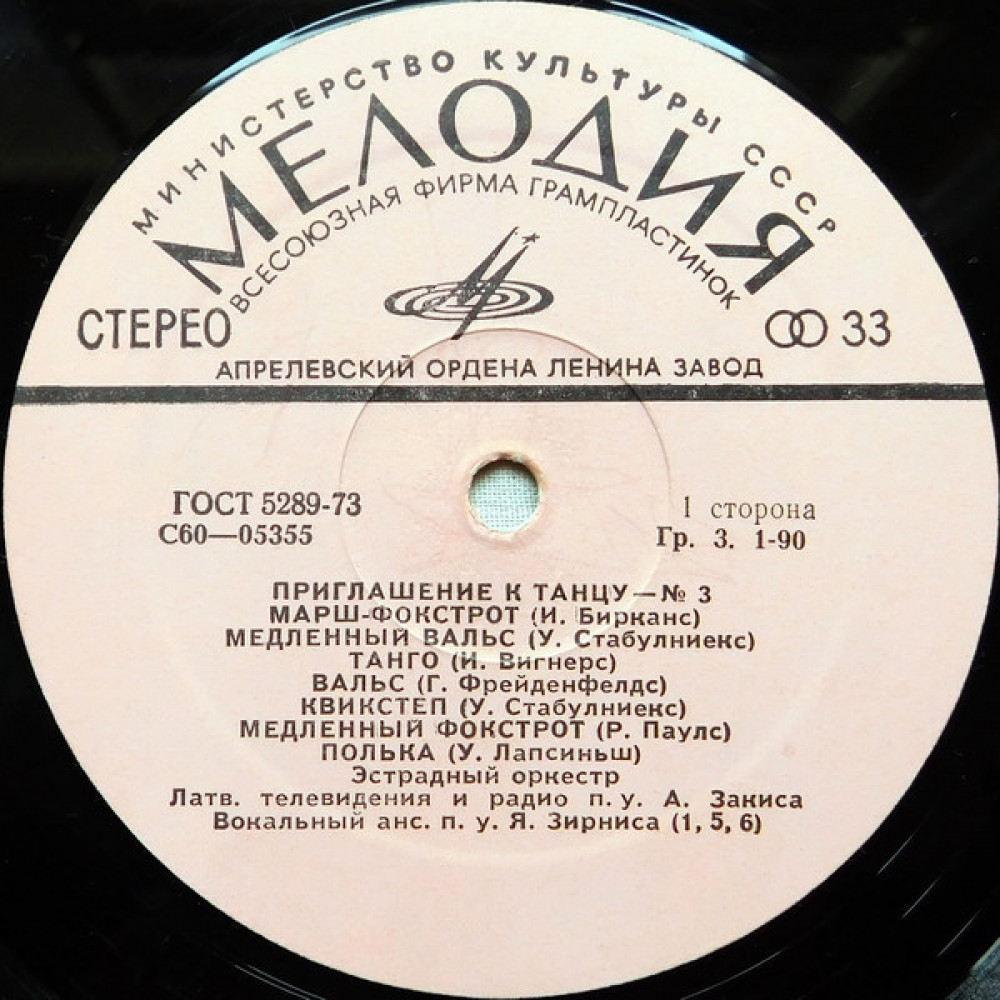 МИНИСТЕРСТВО КУЛЬТУРЫ СССР
МЕЛОДИЯ
ВСЕСОЮЗНАЯ ФИРМА ГРАМПЛАСТИНОК
СТЕРЕО
33
АПРЕЛЕВСКИЙ ОРДЕНА ЛЕНИНА ЗАВОД
ГОСТ 5289-73
1 сторона
С60—05355
Гр. 3. 1-90
ПРИГЛАШЕНИЕ К ТАНЦУ—№ 3
МАРШ-ФОКСТРОТ (И. Бирканс)
МЕДЛЕННЫЙ ВАЛЬС (У. Стабулниекс)
ТАНГО (И. Вигнерс)
ВАЛЬС (Г. Фрейденфелдс)
КВИКСТЕП (У. Стабулниекс)
МЕДЛЕННЫЙ ФОКСТРОТ (Р. Паулс)
ПОЛЬКА (У. Лапсиньш)
Эстрадный оркестр
Латв. телевидения и радио п. у. А. Закиса
Вокальный анс. п. у. Я. Зирниса (1, 5, 6)